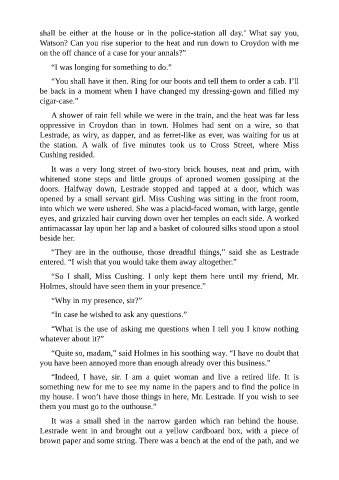 shall be either at the house or in the police-station all day.’ What say you,
Watson? Can you rise superior to the heat and run down to Croydon with me
on the off chance of a case for your annals?”
“I was longing for something to do.”
“You shall have it then. Ring for our boots and tell them to order a cab. I’ll
be back in a moment when I have changed my dressing-gown and filled my
cigar-case.”
A shower of rain fell while we were in the train, and the heat was far less
oppressive in Croydon than in town. Holmes had sent on a wire, so that
Lestrade, as wiry, as dapper, and as ferret-like as ever, was waiting for us at
the station. A walk of five minutes took us to Cross Street, where Miss
Cushing resided.
It was a very long street of two-story brick houses, neat and prim, with
whitened stone steps and little groups of aproned women gossiping at the
doors. Halfway down, Lestrade stopped and tapped at a door, which was
opened by a small servant girl. Miss Cushing was sitting in the front room,
into which we were ushered. She was a placid-faced woman, with large, gentle
eyes, and grizzled hair curving down over her temples on each side. A worked
antimacassar lay upon her lap and a basket of coloured silks stood upon a stool
beside her.
“They are in the outhouse, those dreadful things,” said she as Lestrade
entered. “I wish that you would take them away altogether.”
“So I shall, Miss Cushing. I only kept them here until my friend, Mr.
Holmes, should have seen them in your presence.”
“Why in my presence, sir?”
“In case he wished to ask any questions.”
“What is the use of asking me questions when I tell you I know nothing
whatever about it?”
“Quite so, madam,” said Holmes in his soothing way. “I have no doubt that
you have been annoyed more than enough already over this business.”
“Indeed, I have, sir. I am a quiet woman and live a retired life. It is
something new for me to see my name in the papers and to find the police in
my house. I won’t have those things in here, Mr. Lestrade. If you wish to see
them you must go to the outhouse.”
It was a small shed in the narrow garden which ran behind the house.
Lestrade went in and brought out a yellow cardboard box, with a piece of
brown paper and some string. There was a bench at the end of the path, and we